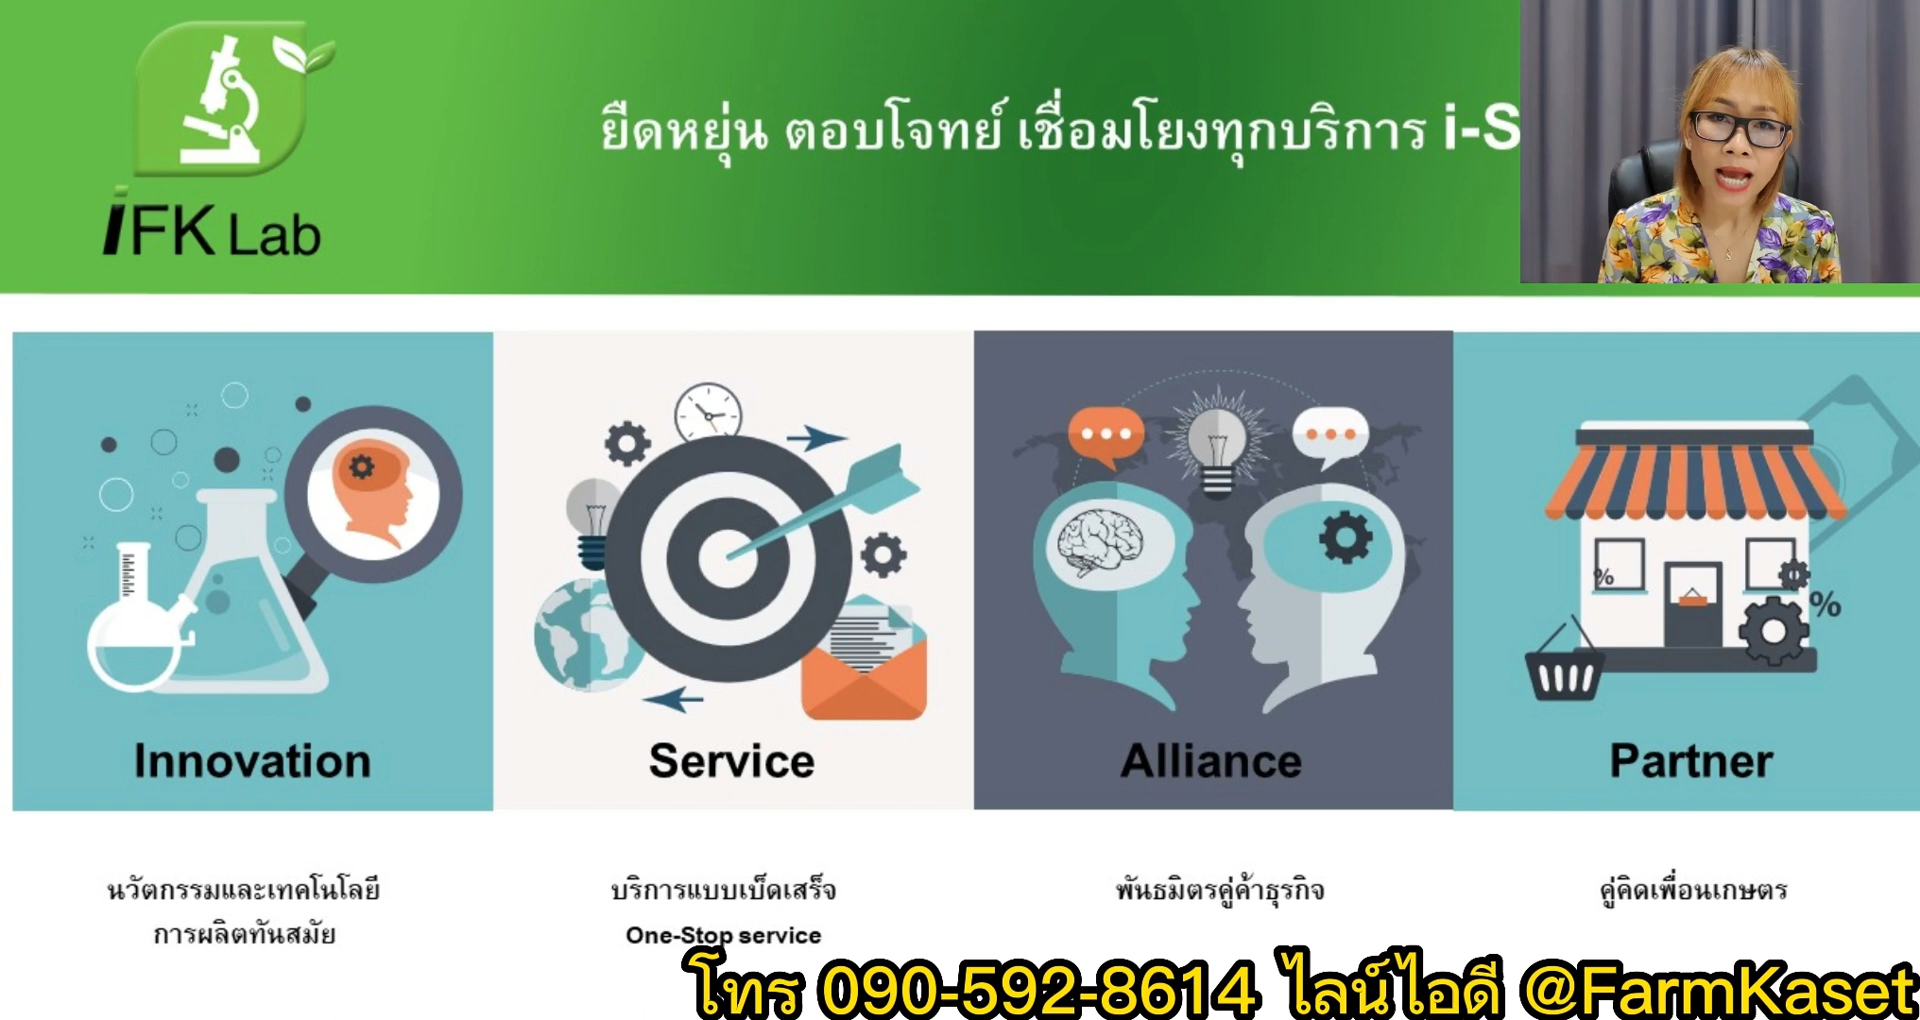 iFK Lab
ยืดหยุ่น ตอบโจทย์ เชื่อมโยงทุกบริการ i-S
Innovation
Service
Alliance
Partner
%
%
นวัตกรรมและเทคโนโลยี
การผลิตทันสมัย
บริการแบบเบ็ดเสร็จ
One-Stop service
พันธมิตรคู่ค้าธุรกิจ
คู่คิดเพื่อนเกษตร
โทร 090-592-8614 ไลน์ไอดี @FarmKaset